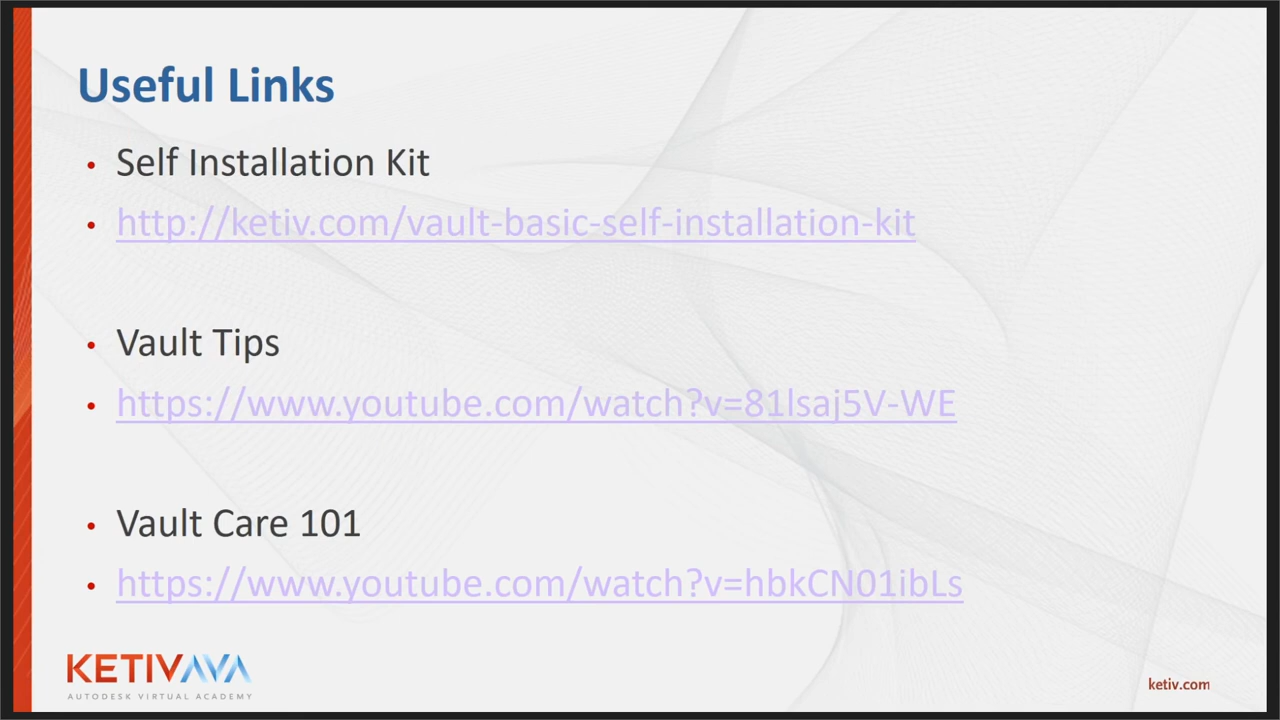 Useful Links
• Self Installation Kit
• http://ketiv.com/vault-basic-self-installation-kit
• Vault Tips
• https://www.youtube.com/watch?v=81lsaj5V-WE
• Vault Care 101
• https://www.youtube.com/watch?v=hbkCN01ibLs
KETIVAVA
AUTODESK VIRTUAL ACADEMY
ketiv.com